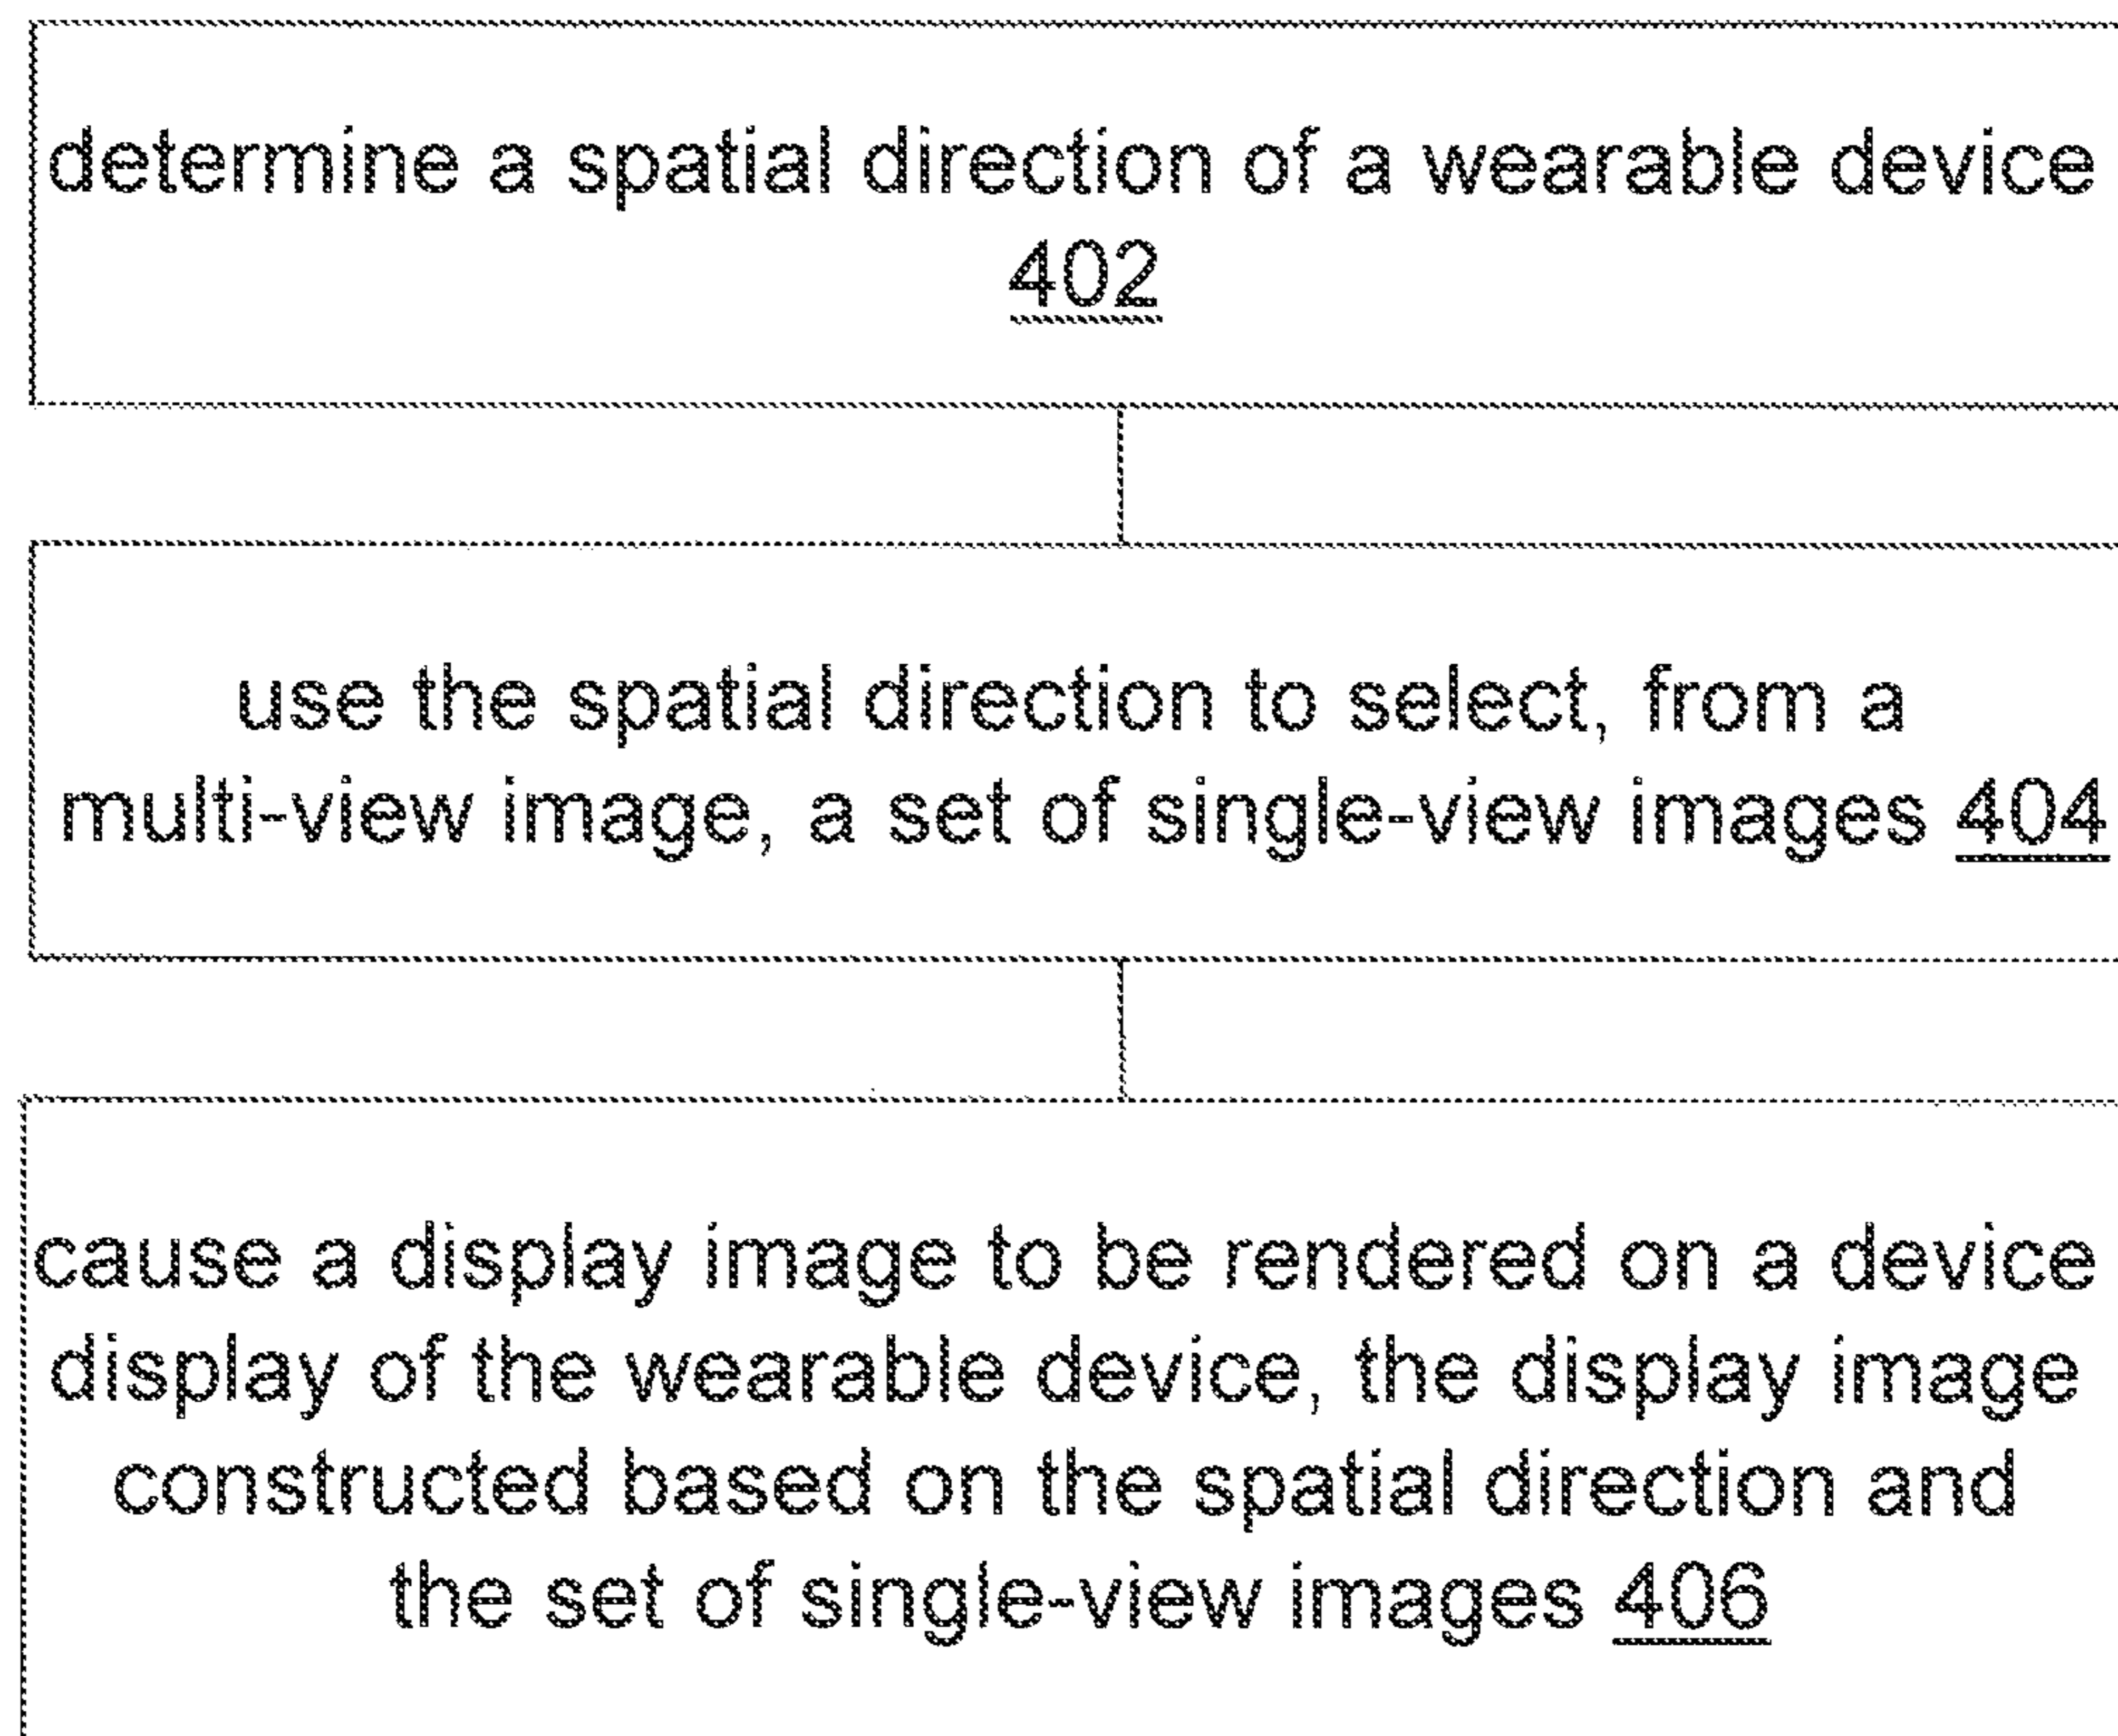 determine a spatial direction of a wearable device
402
use the spatial direction to select, from a
multi-view image, a set of single-view images 404
cause a display image to be rendered on a device
display of the wearable device, the display image
constructed based on the spatial direction and
the set of single-view images 406